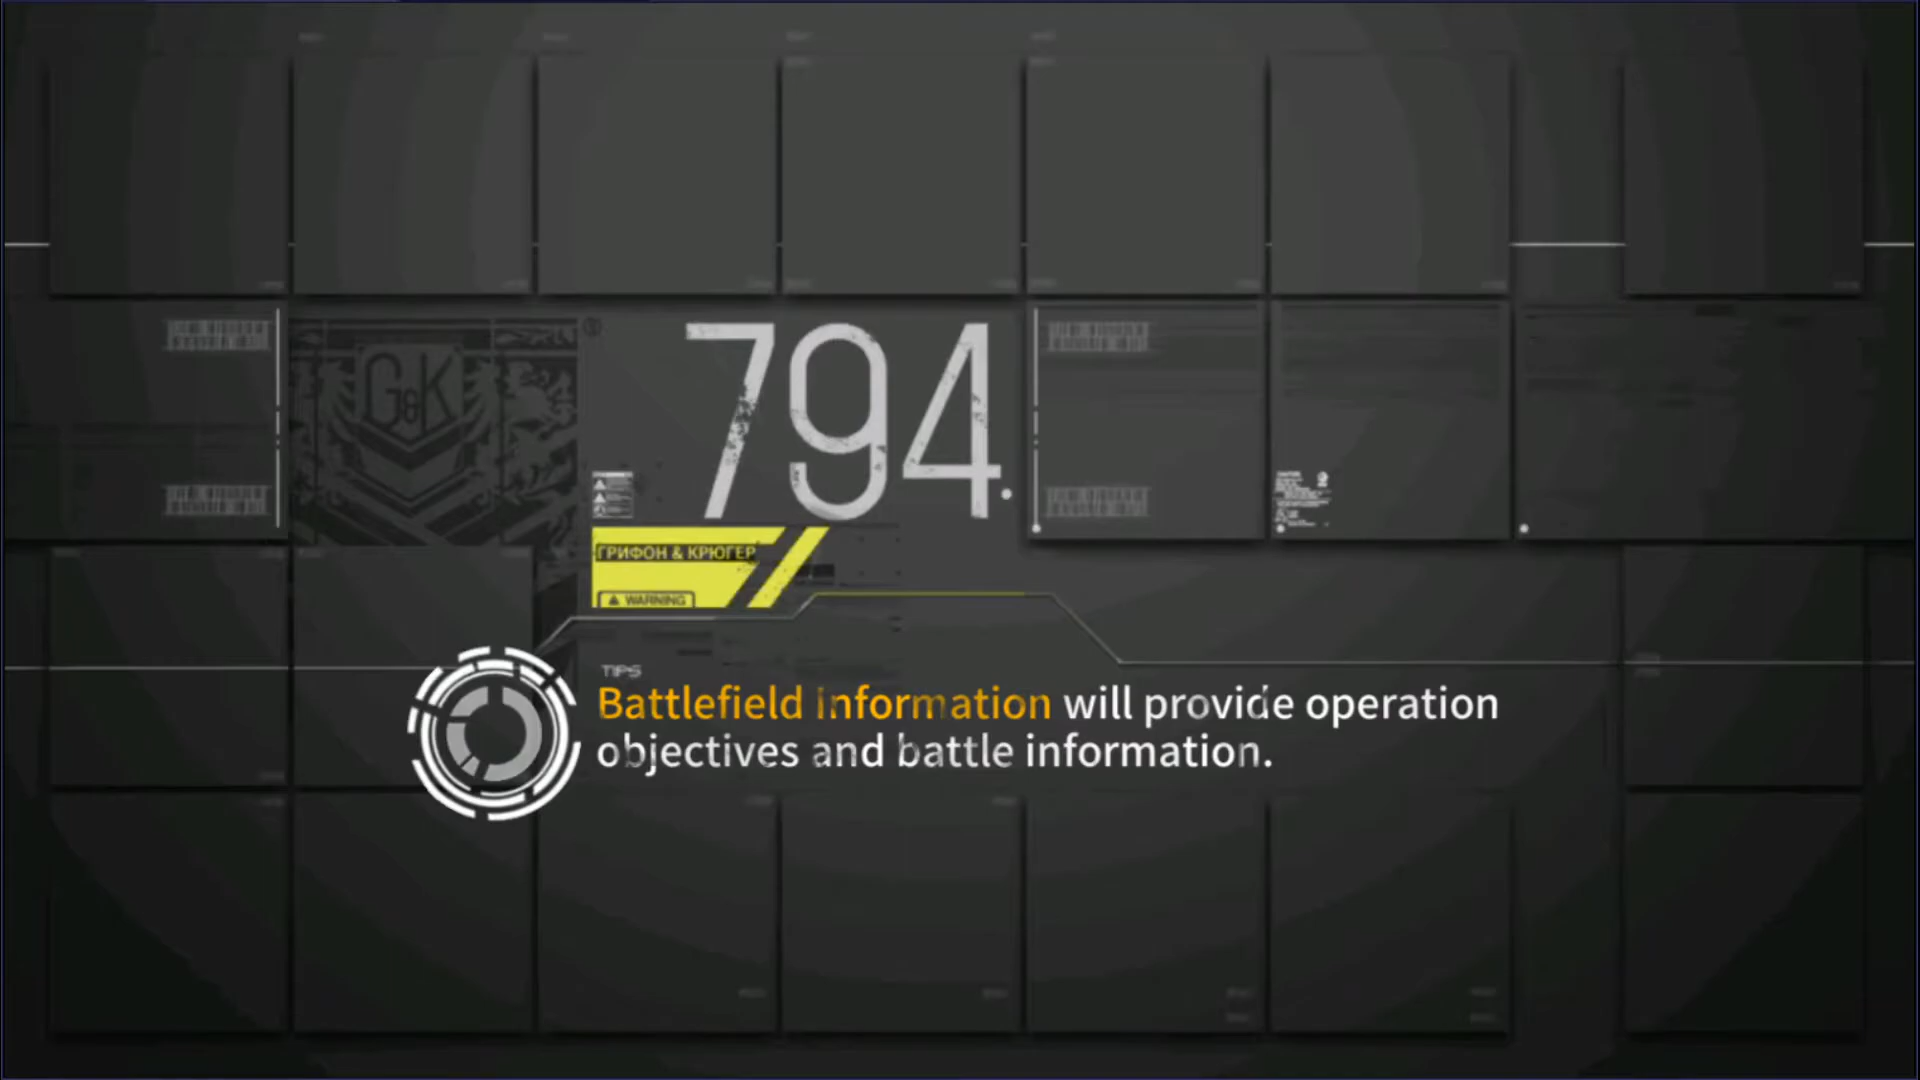 G&K
794.
ГРИФОН & КРЮГЕР
WARNING
TIPS
Battlefield Information will provide operation
objectives and battle information.